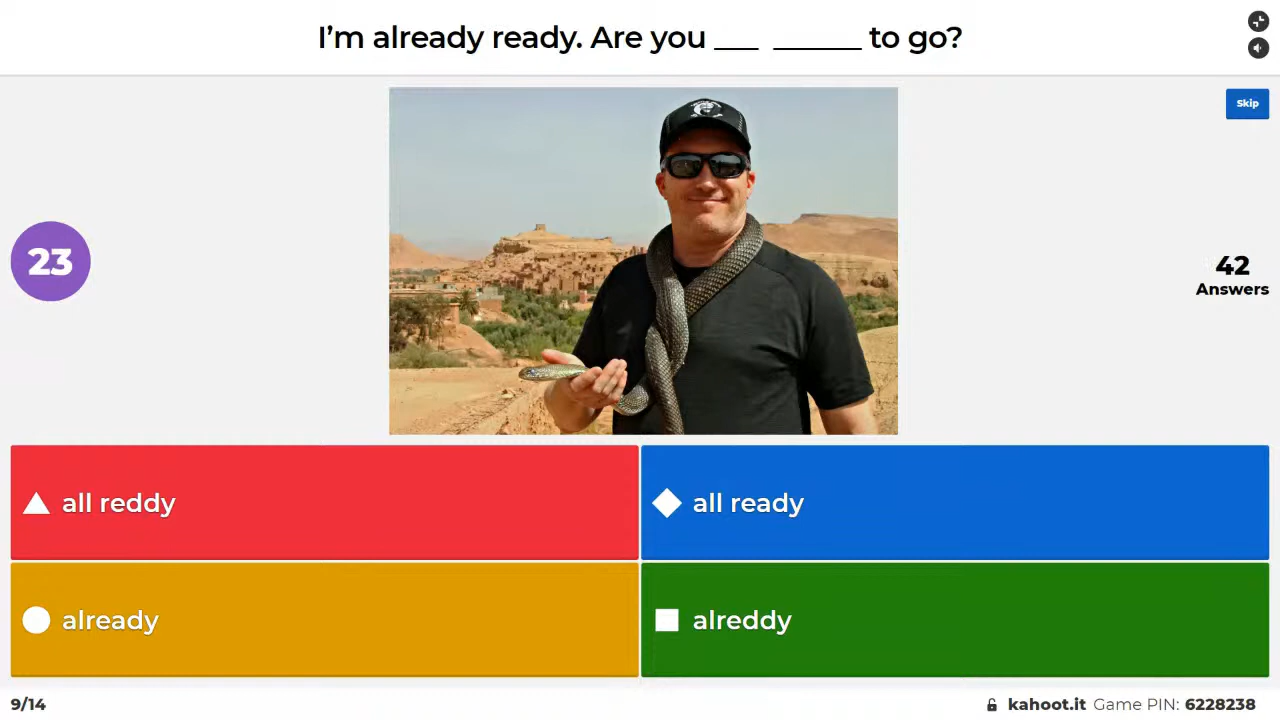 I'm already ready. Are you ___ ______ to go?
Skip
23
42
Answers
all reddy
all ready
already
alreddy
9/14
kahoot.it Game PIN: 6228238